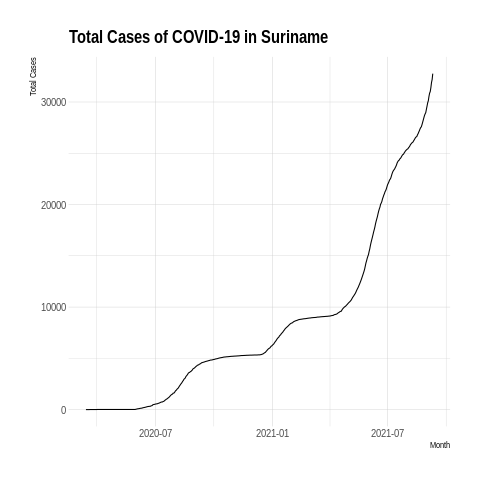 Total Cases of COVID-19 in Suriname
Total Cases
30000
20000
10000
0
2020-07
2021-01
2021-07
Month